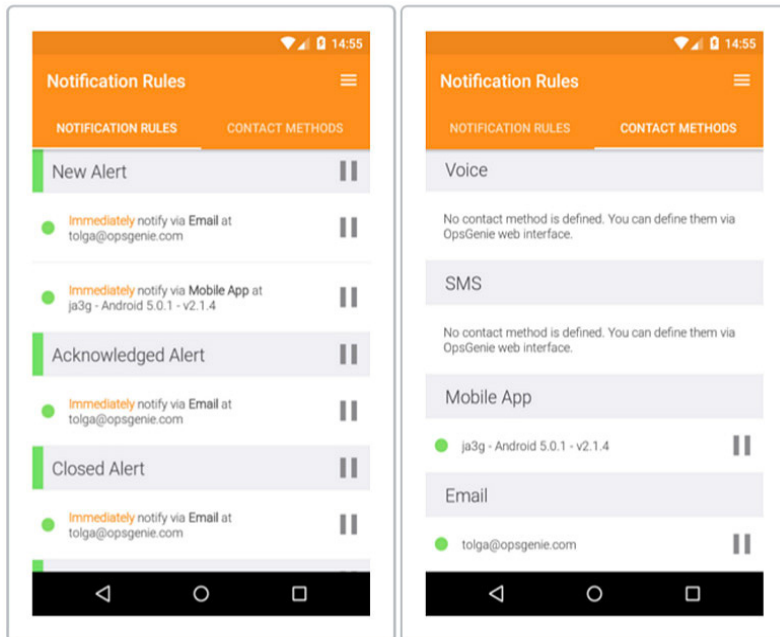 14:55
Notification Rules
NOTIFICATION RULES CONTACT METHODS
New Alert
Immediately notify via Email at
tolga@opsgenie.com
Immediately notify via Mobile App at
ja3g - Android 5.0.1 - v2.1.4
Acknowledged Alert
Immediately notify via Email at
tolga@opsgenie.com
Closed Alert
Immediately notify via Email at
tolga@opsgenie.com
14:55
Notification Rules
NOTIFICATION RULES CONTACT METHODS
Voice
No contact method is defined. You can define them via
OpsGenie web interface.
SMS
No contact method is defined. You can define them via
OpsGenie web interface.
Mobile App
ja3g - Android 5.0.1 - v2.1.4
Email
tolga@opsgenie.com